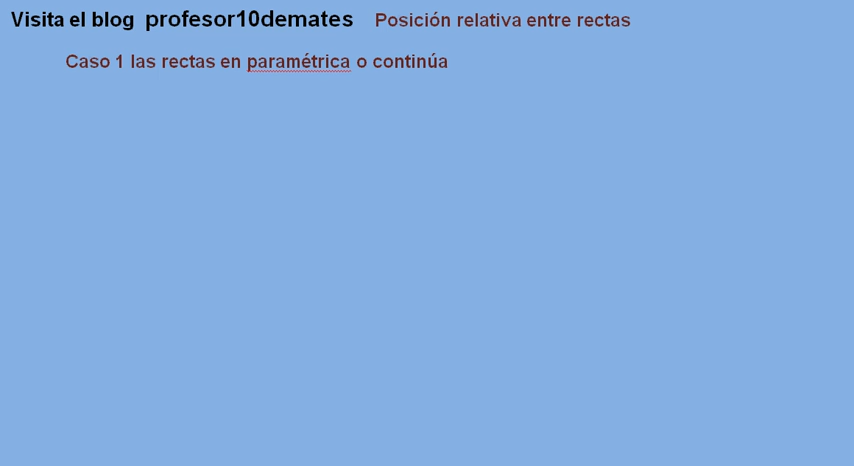 Visita el blog profesor10demates Posición relativa entre rectas
Caso 1 las rectas en paramétrica o continúa